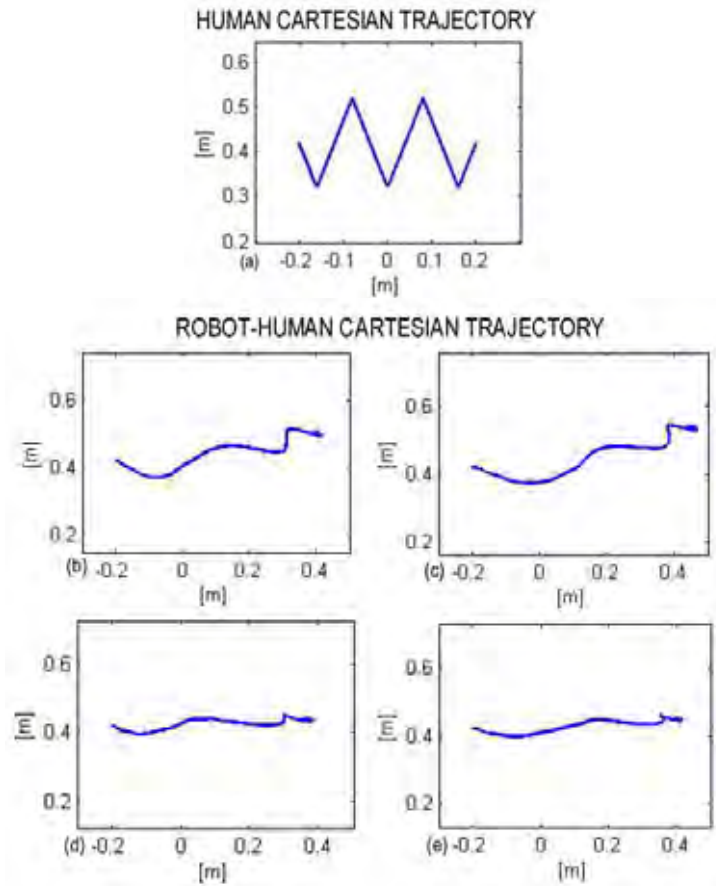 HUMAN CARTESIAN TRAJECTORY
0.6
0.5
[m]
0.4
0.3
0.2
(a) -0.2 -0.1 0 0.1 0.2
[m]
ROBOT-HUMAN CARTESIAN TRAJECTORY
0.6
[m]
0.4
0.2
(b) -0.2 0 0.2 0.4
[m]
0.6
[m]
0.4
0.2
(c) -0.2 0 0.2 0.4
[m]
0.6
[m]
0.4
0.2
(d) -0.2 0 0.2 0.4
[m]
0.6
[m]
0.4
0.2
(e) -0.2 0 0.2 0.4
[m]